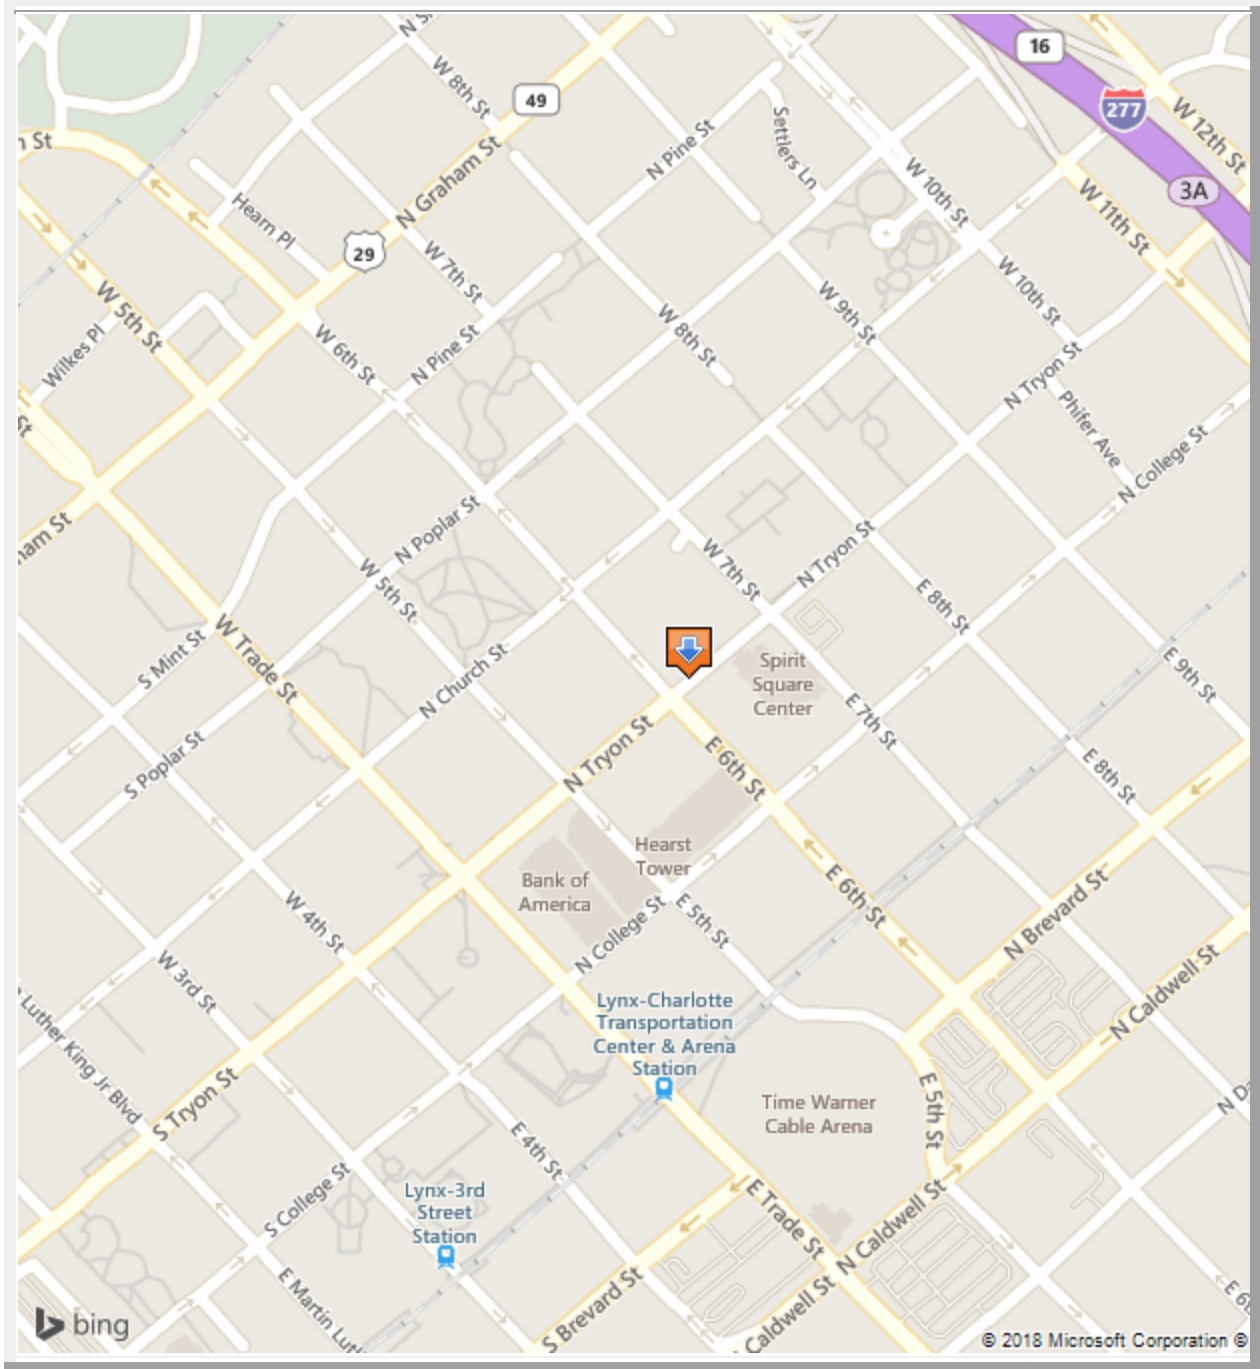 N S
16
W 8th St
49
277
W 12th St
Settlers Ln
N Pine St
n St
3A
W 10th St
W 11th St
Hearn Pl
N Graham St
29
W 7th St
W 10th St
W 5th St
W 9th St
W 8th St
Wilkes Pl
W 6th St
N Pine St
N Tryon St
Phifer Ave
St
N College St
ham St
N Poplar St
W 7th St
N Tryon St
W 5th St
E 8th St
W Trade St
S Mint St
N Church St
Spirit
Square
Center
E 9th St
E 7th St
N Tryon St
S Poplar St
E 6th St
E 8th St
Hearst
Tower
Bank of
America
E 6th St
N Brevard St
W 4th St
N College St
E 5th St
W 3rd St
N Caldwell St
Lynx-Charlotte
Transportation
Center & Arena
Station
Luther King Jr Blvd
S Tryon St
Time Warner
Cable Arena
E 5th St
N D
E 4th St
S College St
Lynx-3rd
Street
Station
E Trade St
N Caldwell St
E Martin Luth
S Brevard St
Caldwell St
E 6t
bing
© 2018 Microsoft Corporation ©